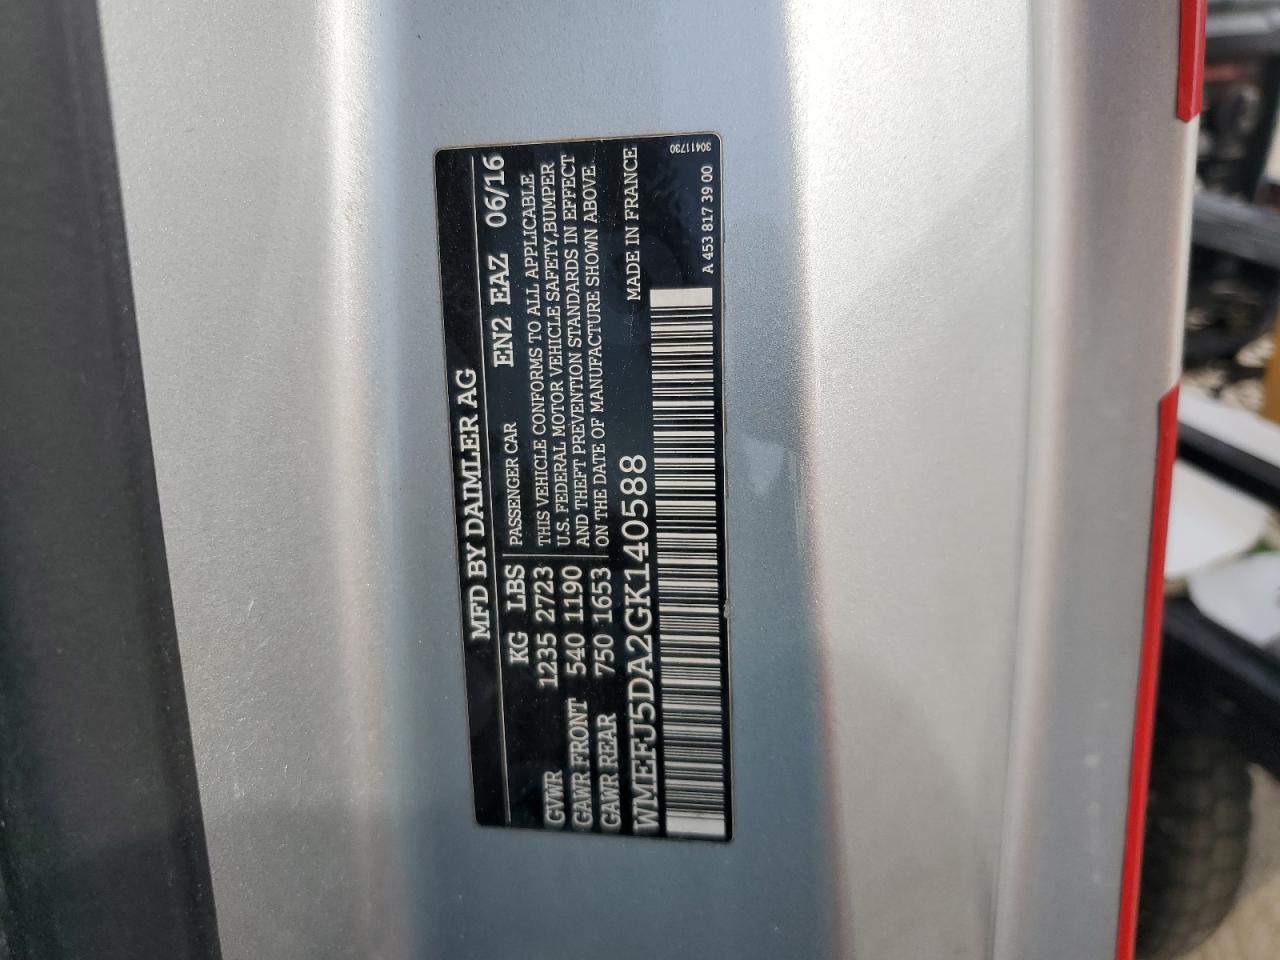 MFD BY DAIMLER AG
KG LBS PASSENGER CAR EN2 EAZ 06/16
GVWR 1235 2723 THIS VEHICLE CONFORMS TO ALL APPLICABLE
U.S. FEDERAL MOTOR VEHICLE SAFETY,BUMPER
GAWR FRONT 540 1190 AND THEFT PREVENTION STANDARDS IN EFFECT
GAWR REAR 750 1653 ON THE DATE OF MANUFACTURE SHOWN ABOVE.
WMEFJ5DA2GK140588 MADE IN FRANCE
A 453 817 39 00 30411730